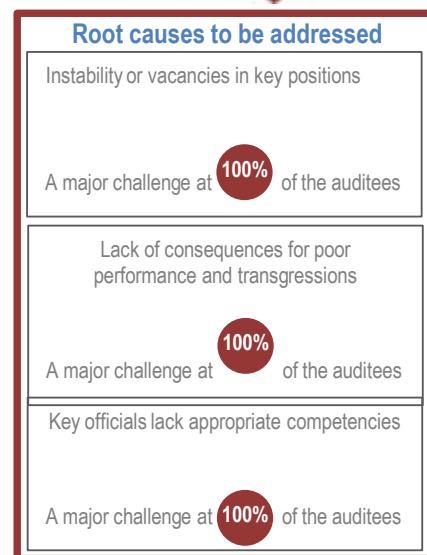 Root causes to be addressed
Instability or vacancies in key positions
A major challenge at 100% of the auditees
Lack of consequences for poor
performance and transgressions
A major challenge at 100% of the auditees
Key officials lack appropriate competencies
A major challenge at 100% of the auditees